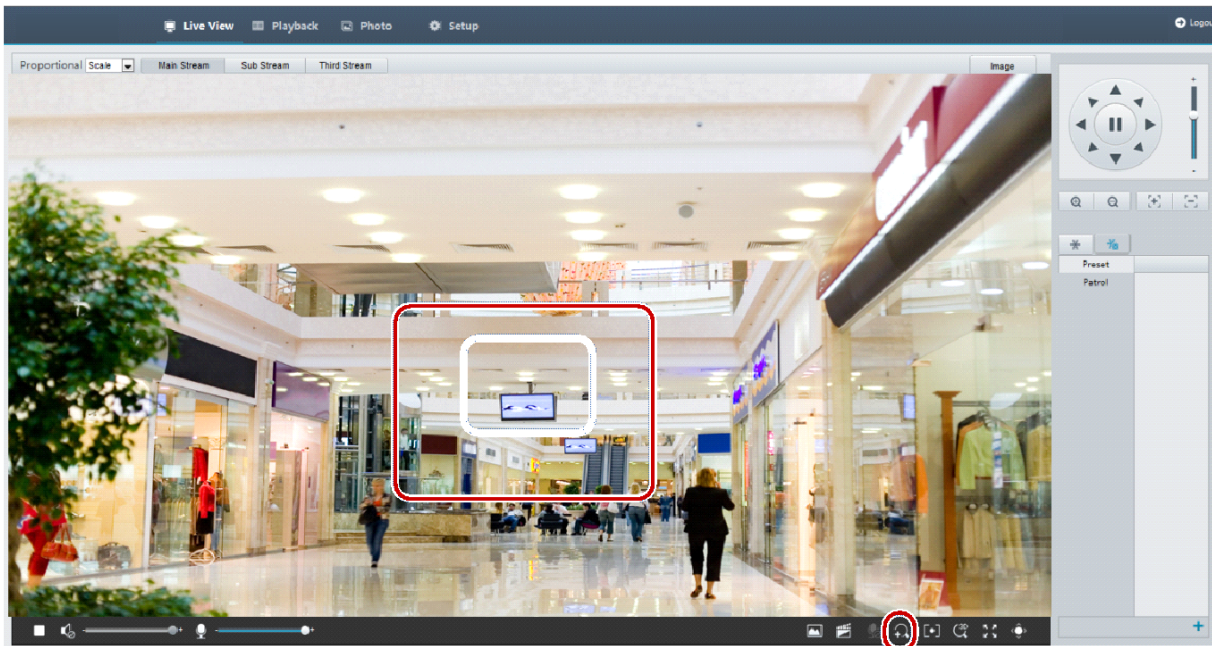 Live View
Playback
Photo
Setup
Logou
Proportional
Scale
Main Stream
Sub Stream
Third Stream
Image
Preset
Patrol